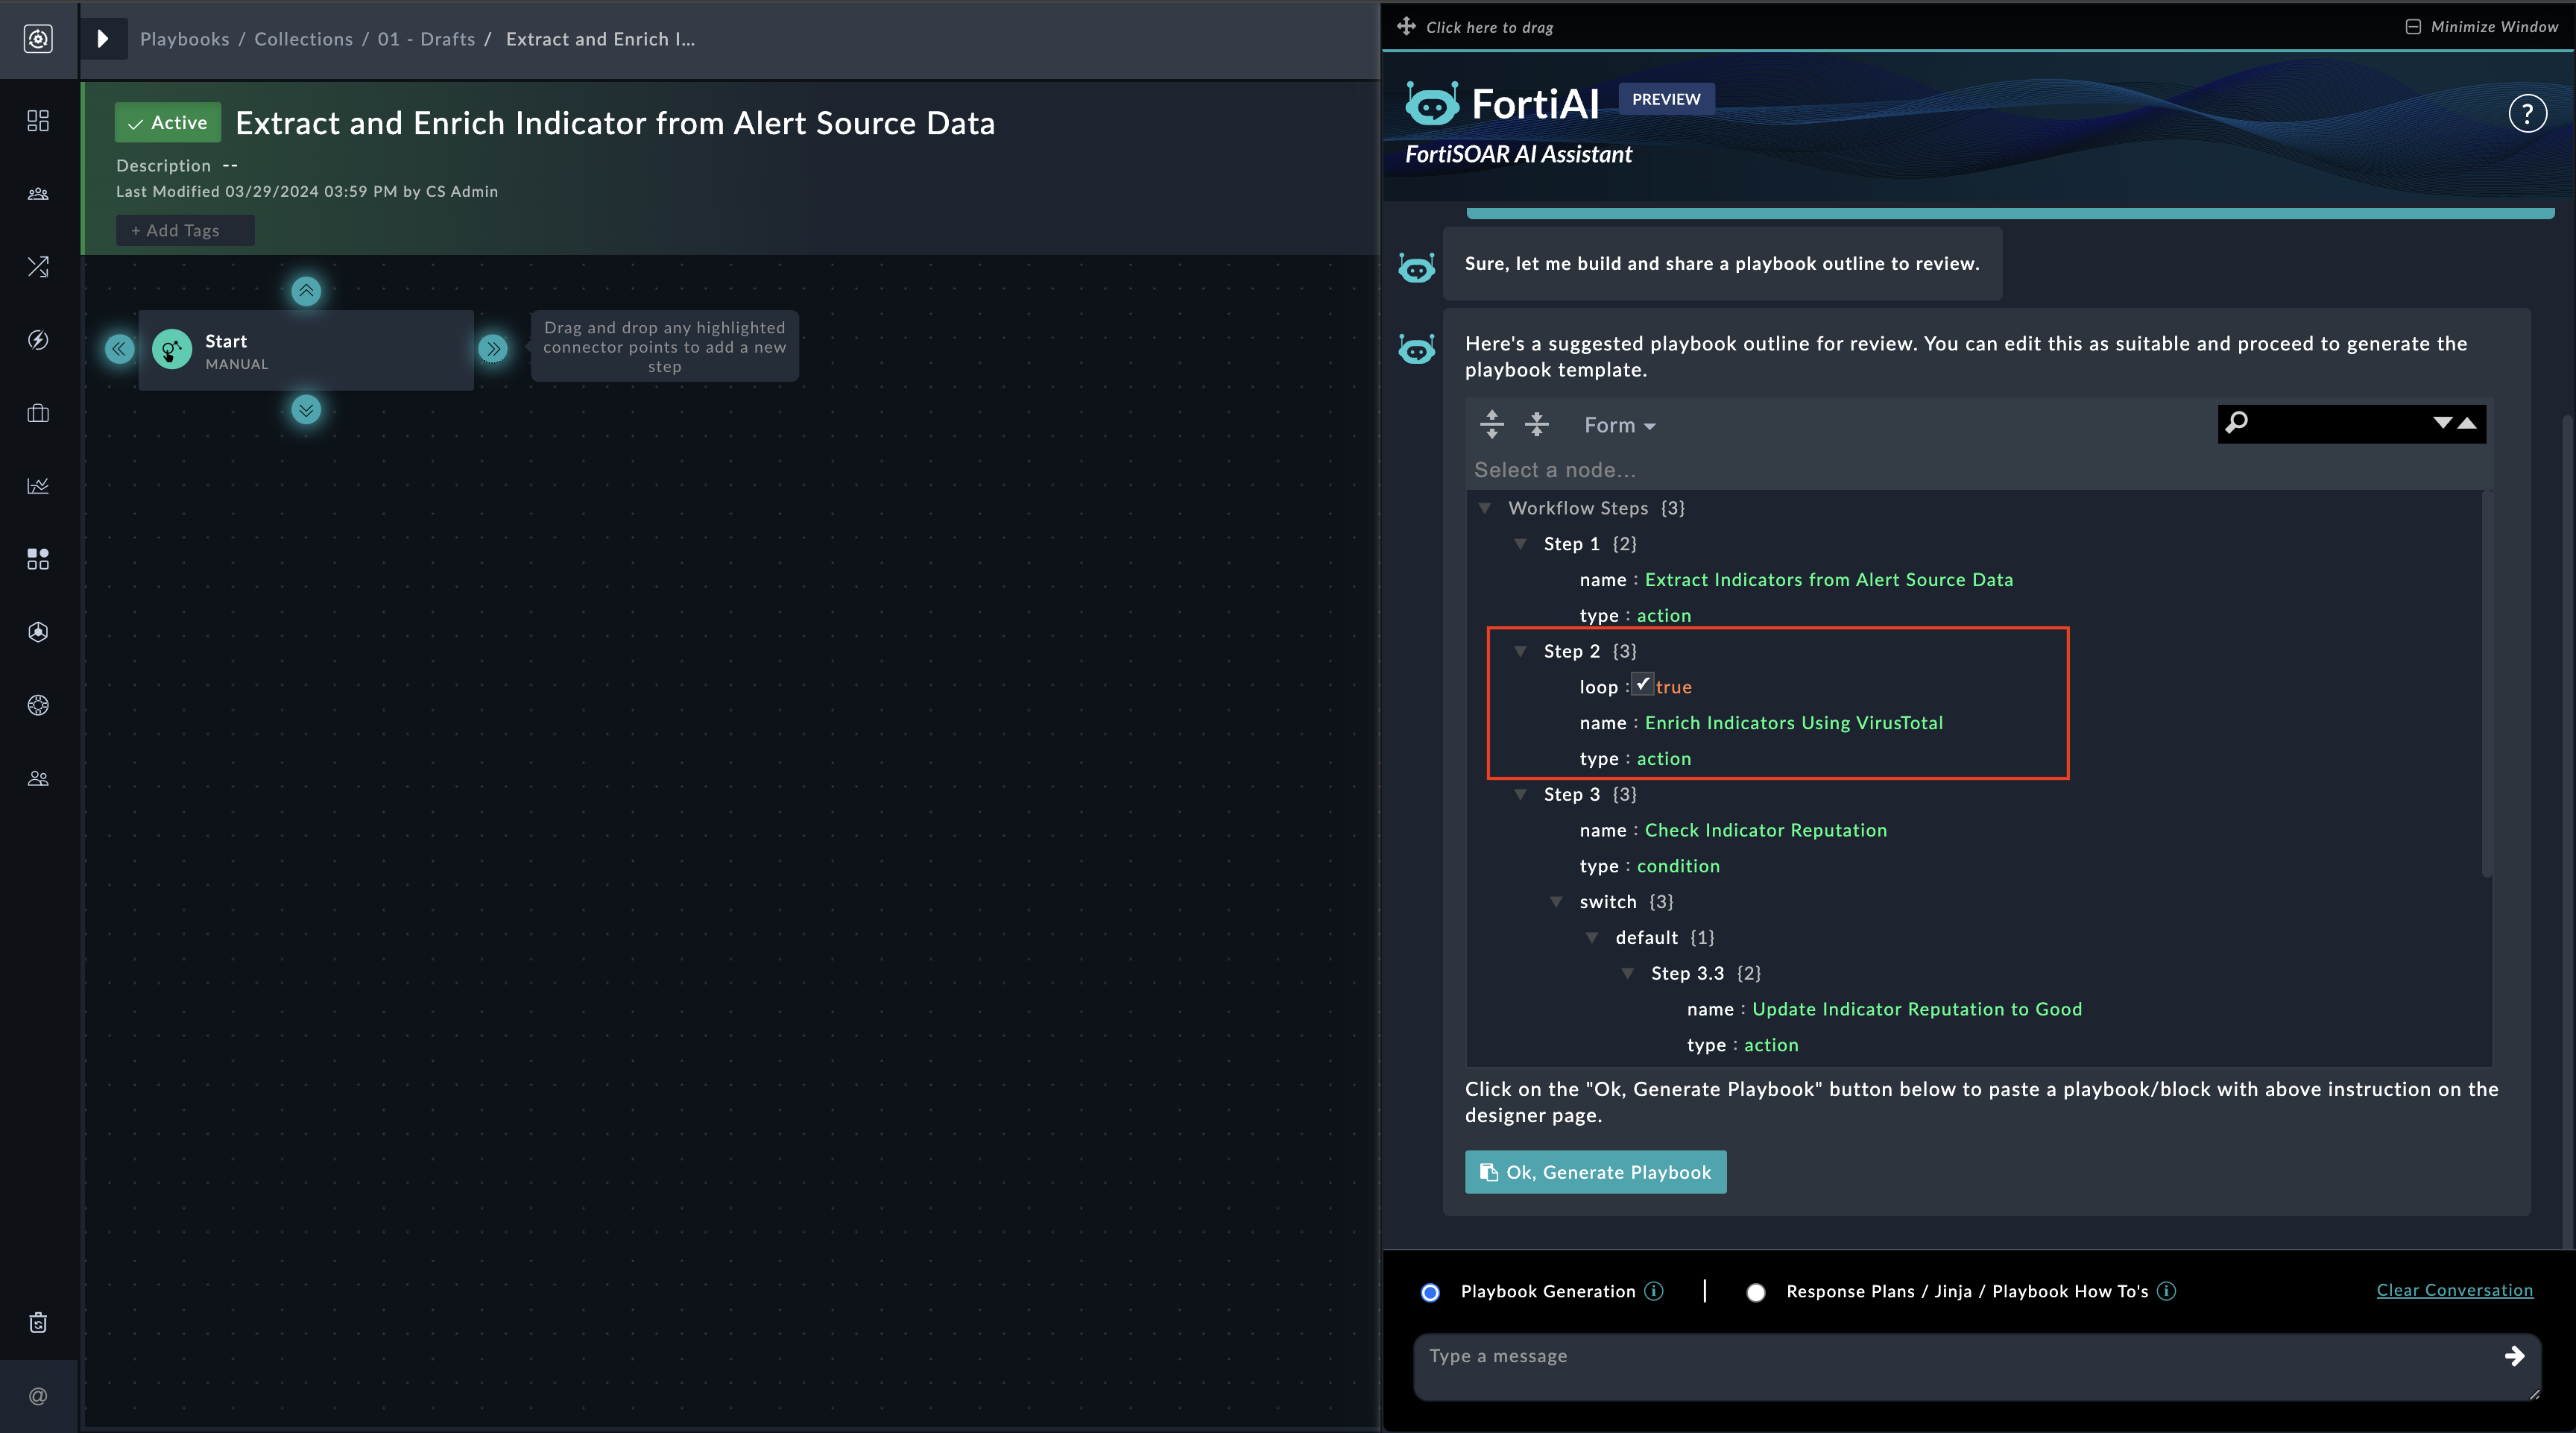 Playbooks / Collections / 01 - Drafts / Extract and Enrich I...
Active
Extract and Enrich Indicator from Alert Source Data
Description --
Last Modified 03/29/2024 03:59 PM by CS Admin
+ Add Tags
Start
MANUAL
Drag and drop any highlighted
connector points to add a new
step
@
Click here to drag
Minimize Window
FortiAI
PREVIEW
?
FortiSOAR AI Assistant
Sure, let me build and share a playbook outline to review.
Here's a suggested playbook outline for review. You can edit this as suitable and proceed to generate the
playbook template.
Form
Select a node...
Workflow Steps {3}
Step 1 {2}
name : Extract Indicators from Alert Source Data
type : action
Step 2 {3}
loop : true
name : Enrich Indicators Using VirusTotal
type : action
Step 3 {3}
name : Check Indicator Reputation
type : condition
switch {3}
default {1}
Step 3.3 {2}
name : Update Indicator Reputation to Good
type : action
Click on the "Ok, Generate Playbook" button below to paste a playbook/block with above instruction on the
designer page.
Ok, Generate Playbook
Playbook Generation i | Response Plans / Jinja / Playbook How To's i
Clear Conversation
Type a message